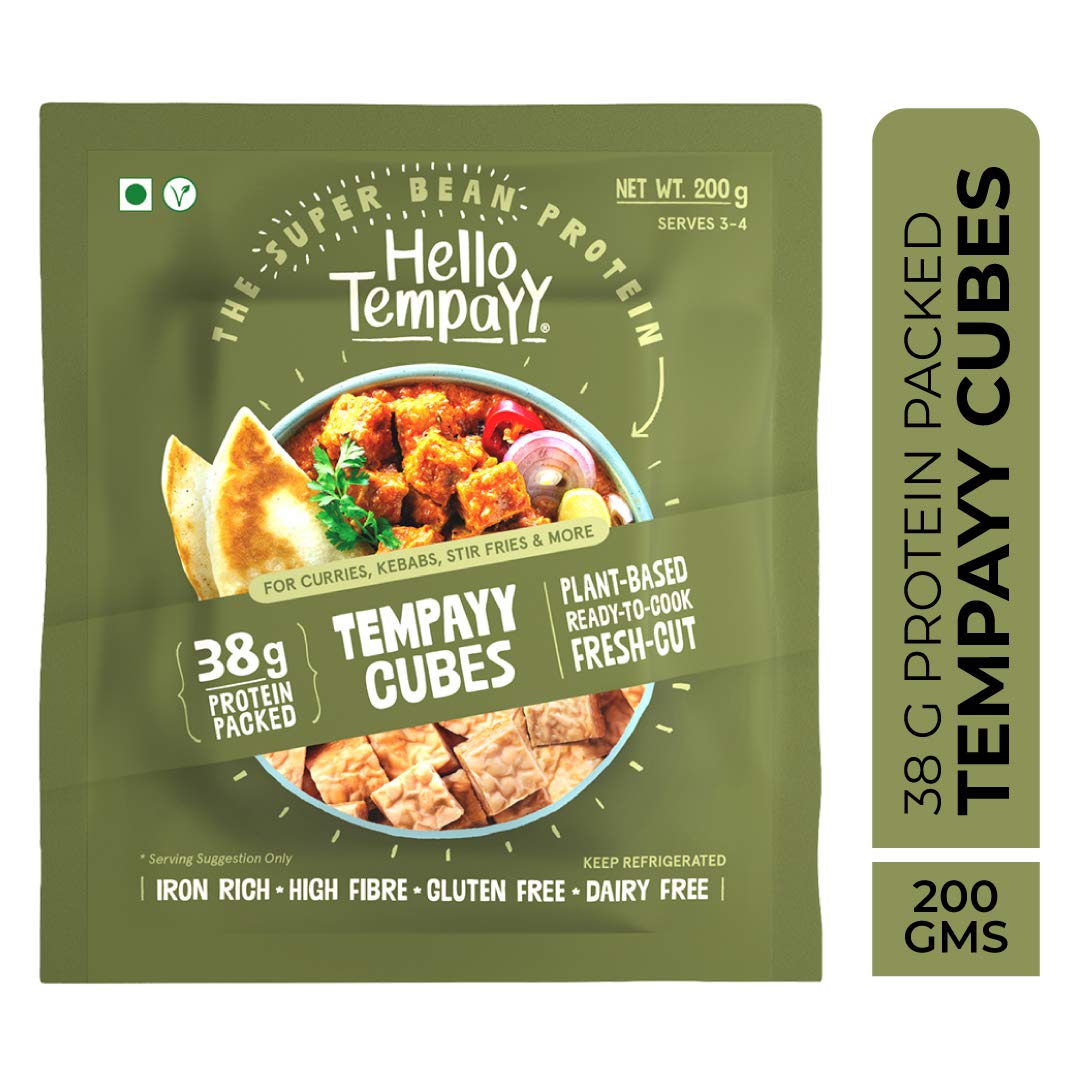 THE SUPER BEAN PROTEIN
NET WT. 200 g
SERVES 3-4
Hello
Tempayy®
FOR CURRIES, KEBABS, STIR FRIES & MORE
38g
PROTEIN
PACKED
TEMPAYY
CUBES
PLANT-BASED
READY-TO-COOK
FRESH-CUT
* Serving Suggestion Only
KEEP REFRIGERATED
IRON RICH * HIGH FIBRE * GLUTEN FREE * DAIRY FREE
38 G PROTEIN PACKED
TEMPAYY CUBES
200
GMS